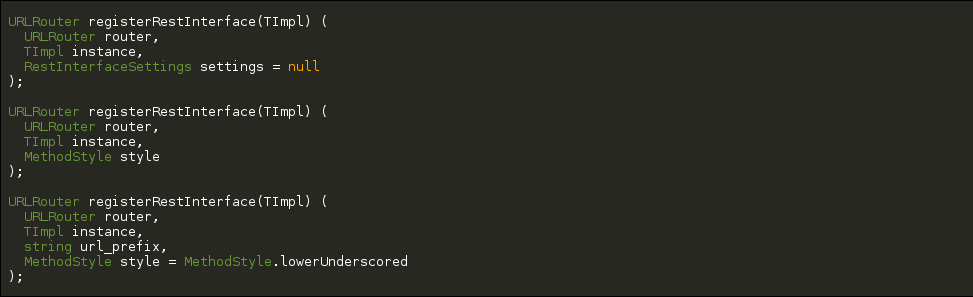 URLRouter registerRestInterface(TImpl) (
  URLRouter router,
  TImpl instance,
  RestInterfaceSettings settings = null
);

URLRouter registerRestInterface(TImpl) (
  URLRouter router,
  TImpl instance,
  MethodStyle style
);

URLRouter registerRestInterface(TImpl) (
  URLRouter router,
  TImpl instance,
  string url_prefix,
  MethodStyle style = MethodStyle.lowerUnderscored
);